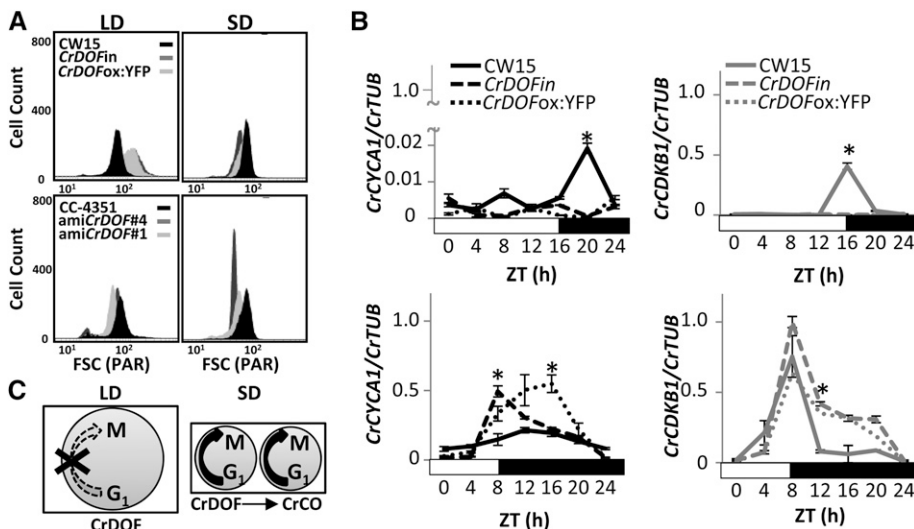 A
LD
SD
800
CW15
CrDOFin
CrDOFox:YFP
Cell Count
400
0
10¹
10²
10¹
10²
800
CC-4351
amiCrDOF#4
amiCrDOF#1
Cell Count
400
0
10¹
10²
10¹
10²
FSC (PAR)
FSC (PAR)
C
LD
SD
M
G₁
M
G₁
M
G₁
CrDOF
CrDOF → CrCO
B
CW15
CrDOFin
CrDOFox:YFP
CrCYCA1/CrTUB
1.0
~
~
0.02
0.01
0
*
0 4 8 12 16 20 24
ZT (h)
CW15
CrDOFin
CrDOFox:YFP
CrCDKB1/CrTUB
1.0
0.5
0
*
0 4 8 12 16 20 24
ZT (h)
CrCYCA1/CrTUB
1.0
0.5
0
*
*
0 4 8 12 16 20 24
ZT (h)
CrCDKB1/CrTUB
1.0
0.5
0
*
0 4 8 12 16 20 24
ZT (h)